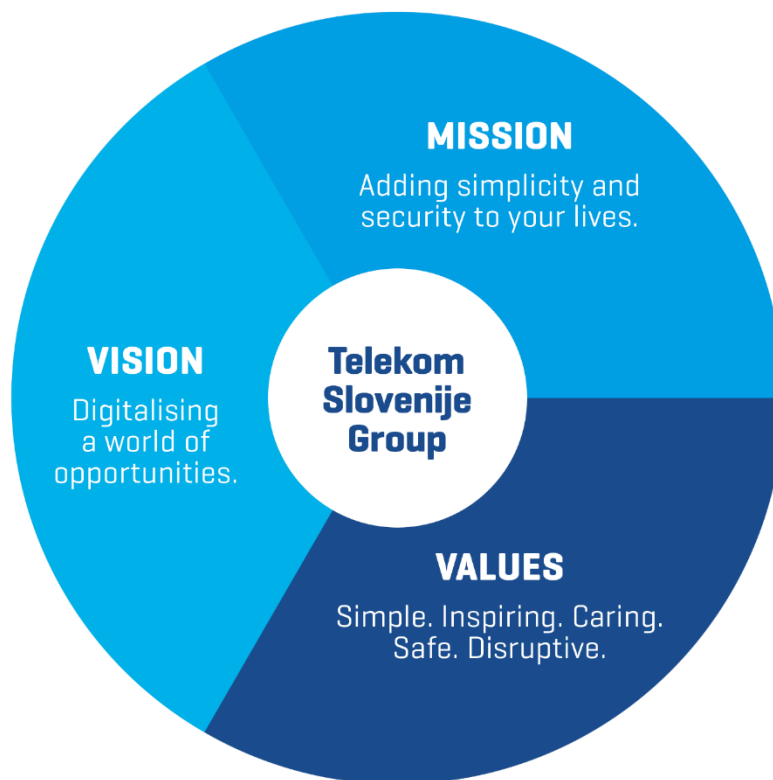 MISSION
Adding simplicity and
security to your lives.
VISION
Digitalising
a world of
opportunities.
Telekom
Slovenije
Group
VALUES
Simple. Inspiring. Caring.
Safe. Disruptive.